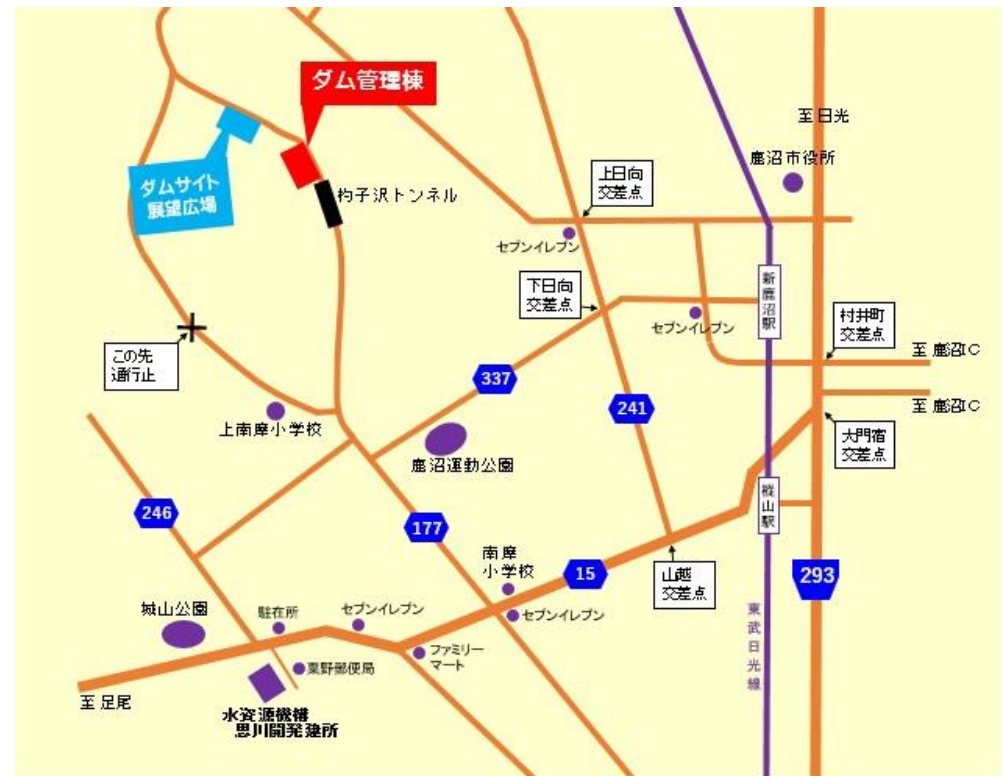 ダム管理棟
至日光
鹿沼市役所
上日向
交差点
ダムサイト
展望広場
杓子沢トンネル
セブンイレブン
下日向
交差点
新鹿沼駅
セブンイレブン
村井町
交差点
至 鹿沼IC
この先
通行止
337
241
至 鹿沼IC
上南摩小学校
鹿沼運動公園
大門宿
交差点
246
177
樅山駅
南摩
小学校
15
山越
交差点
293
城山公園
駐在所
セブンイレブン
セブンイレブン
東武日光線
ファミリー
マート
粟野郵便局
至 足尾
水資源機構
思川開発建所